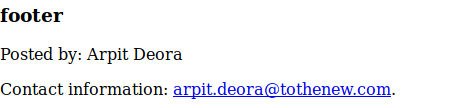 footer
Posted by: Arpit Deora
Contact information: arpit.deora@tothenew.com.